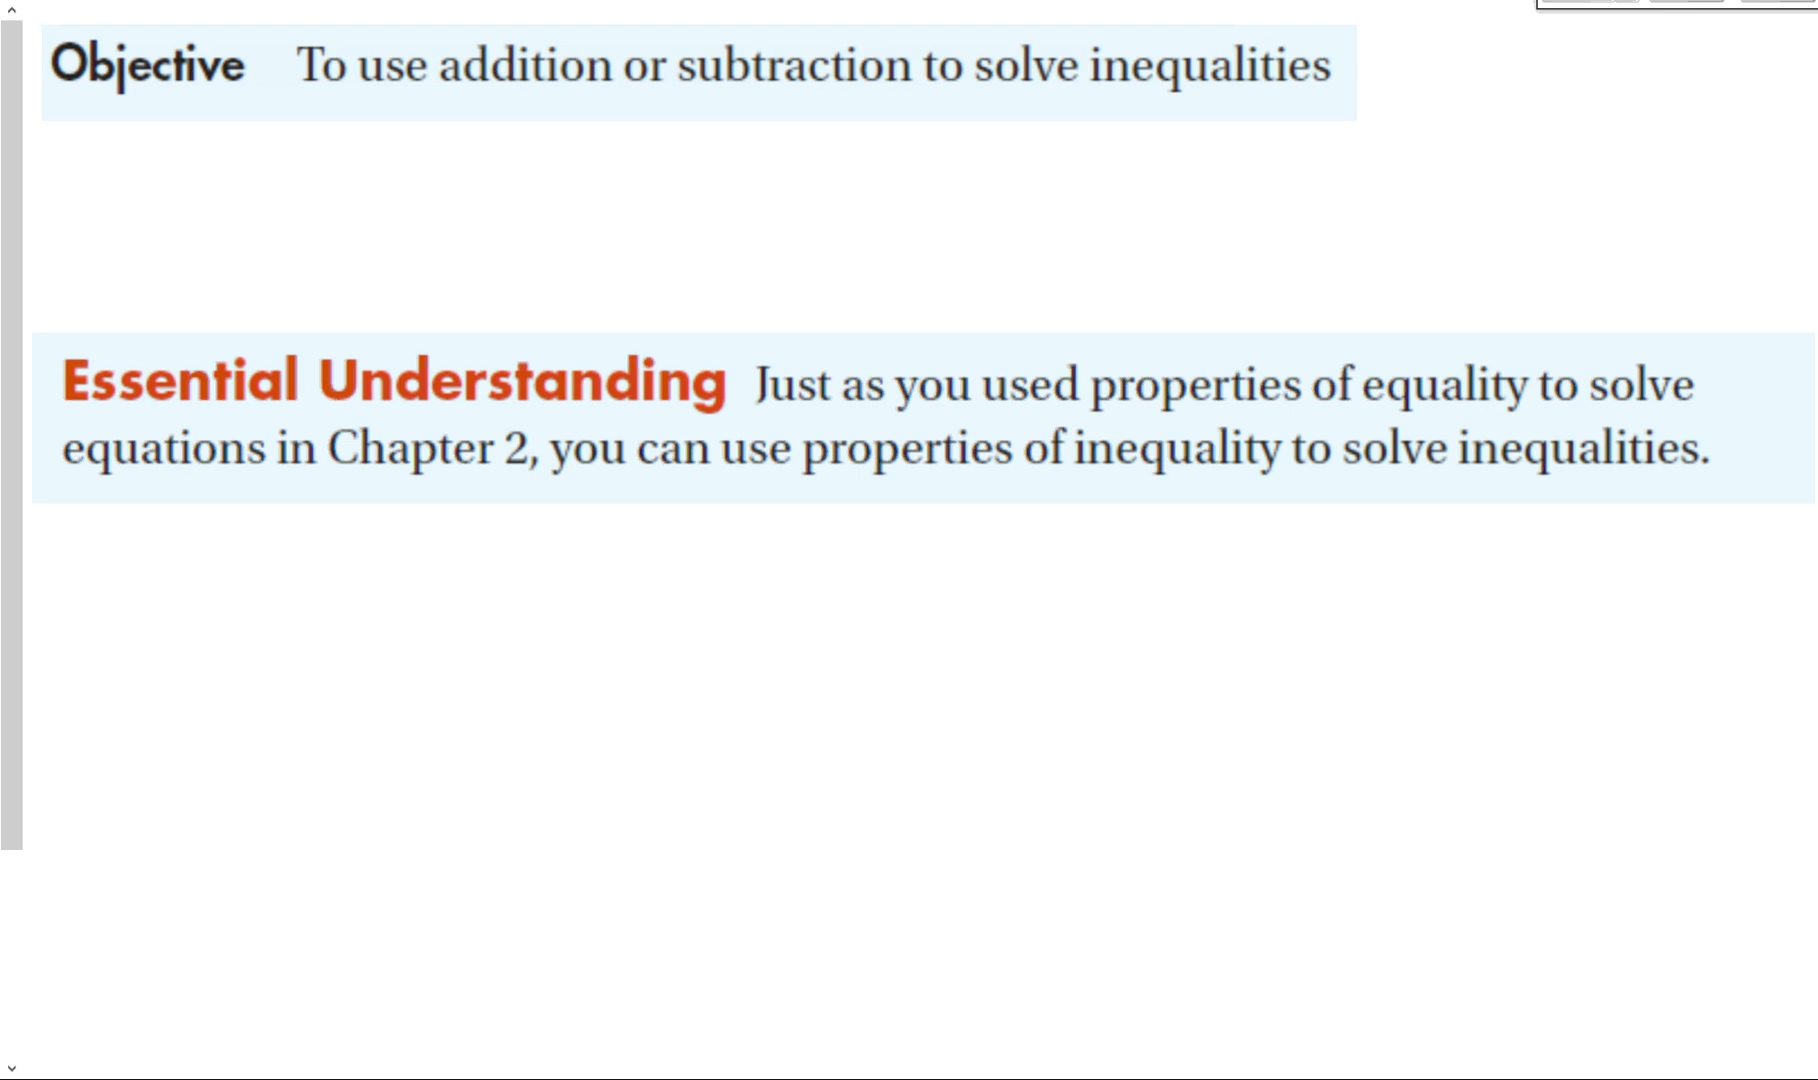 Objective To use addition or subtraction to solve inequalities
Essential Understanding Just as you used properties of equality to solve
equations in Chapter 2, you can use properties of inequality to solve inequalities.